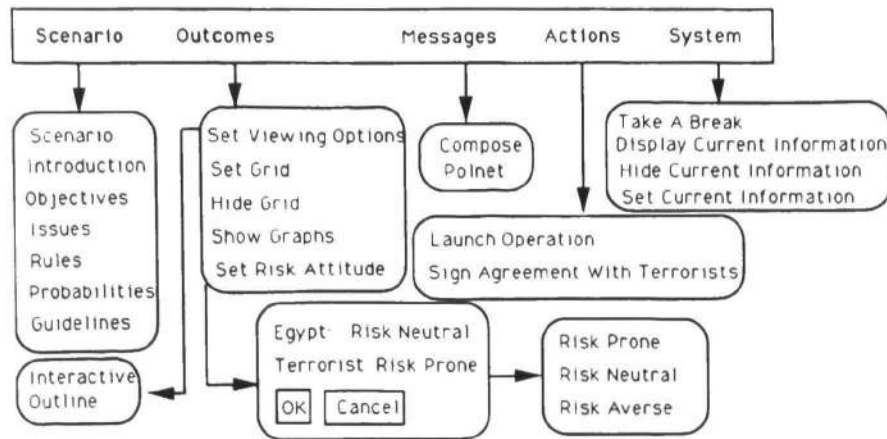 Scenario Outcomes Messages Actions System
Scenario
Introduction
Objectives
Issues
Rules
Probabilities
Guidelines
Interactive
Outline
Set Viewing Options
Set Grid
Hide Grid
Show Graphs
Set Risk Attitude
Compose
Polnet
Take A Break
Display Current Information
Hide Current Information
Set Current Information
Launch Operation
Sign Agreement With Terrorists
Egypt: Risk Neutral
Terrorist Risk Prone
OK Cancel
Risk Prone
Risk Neutral
Risk Averse